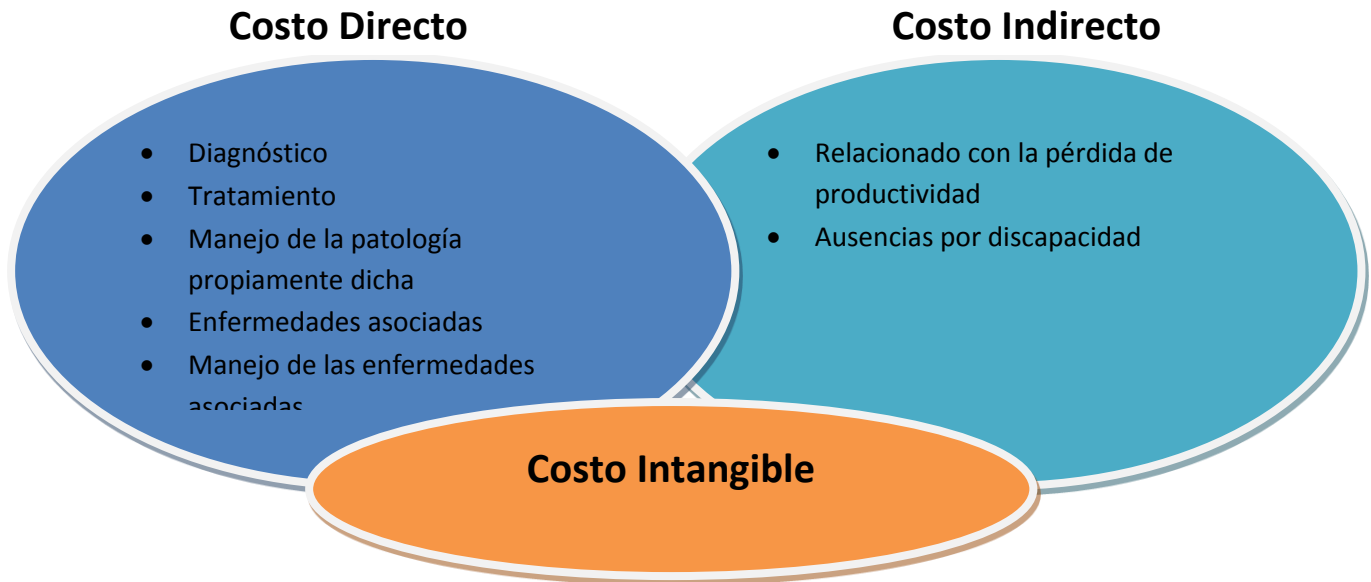 Costo Directo
Costo Indirecto
• Diagnóstico
• Tratamiento
• Manejo de la patología
propiamente dicha
• Enfermedades asociadas
• Manejo de las enfermedades
asociadas
• Relacionado con la pérdida de
productividad
• Ausencias por discapacidad
Costo Intangible